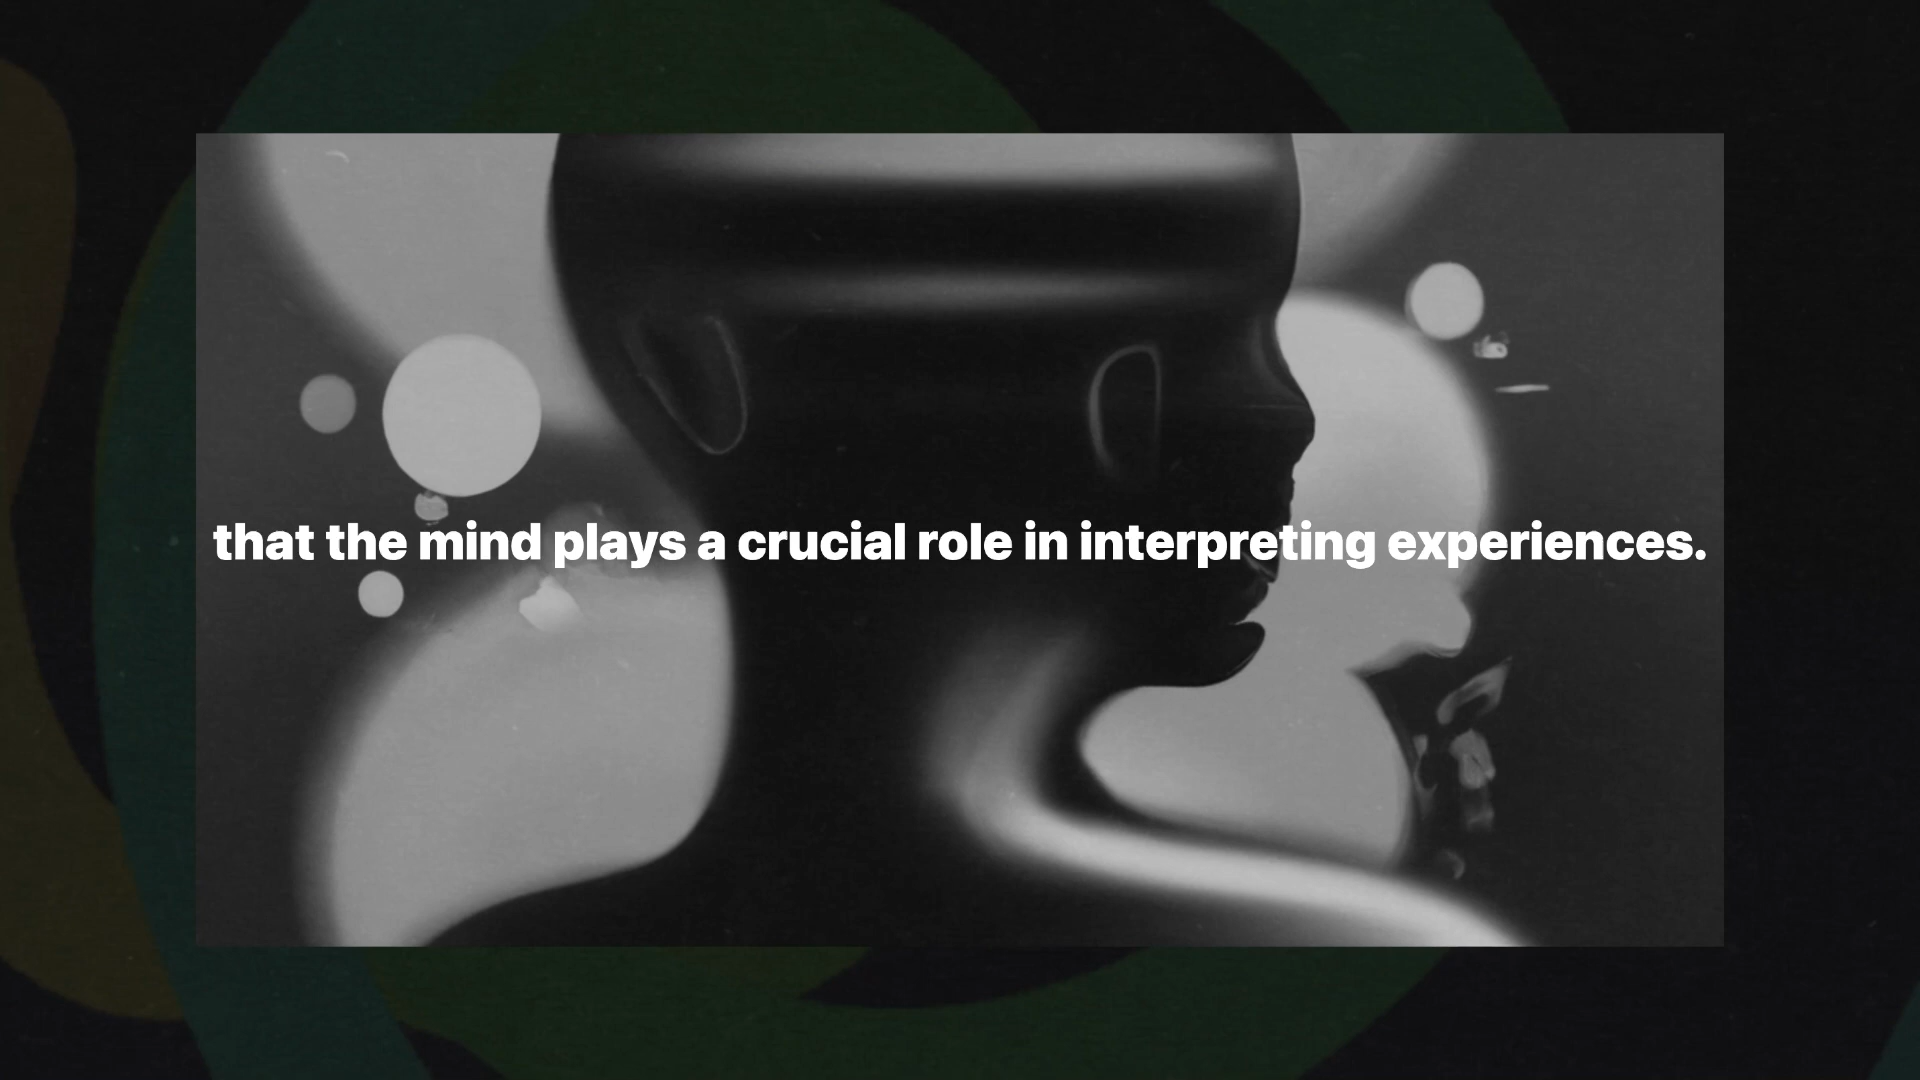 that the mind plays a crucial role in interpreting experiences.